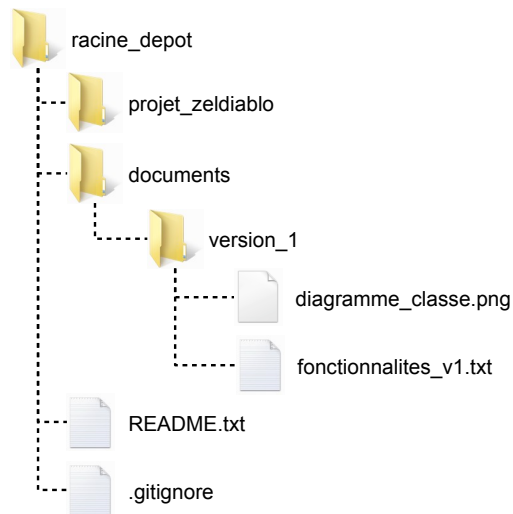 racine_depot
projet_zeldiablo
documents
version_1
diagramme_classe.png
fonctionnalites_v1.txt
README.txt
.gitignore